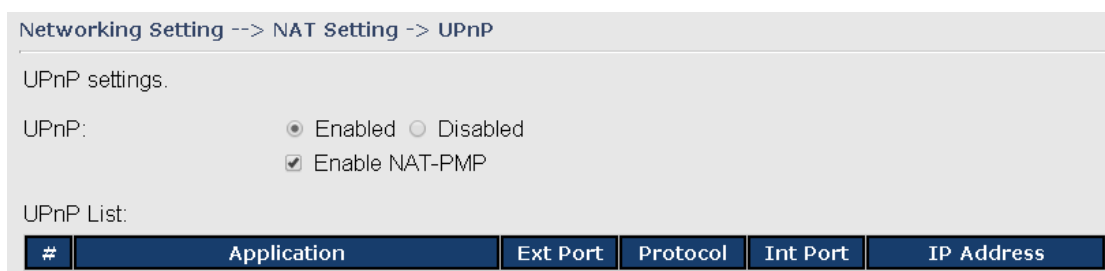 Networking Setting --> NAT Setting -> UPnP
UPnP settings.
UPnP: Enabled Disabled
Enable NAT-PMP
UPnP List:
# Application Ext Port Protocol Int Port IP Address